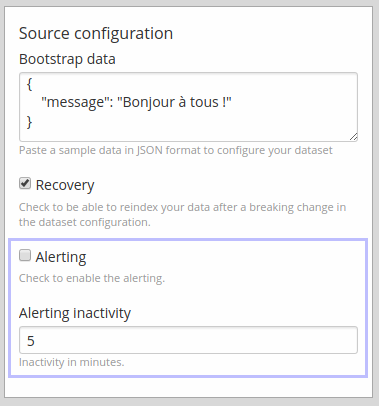 Source configuration
Bootstrap data
{
"message": "Bonjour à tous !"
}
Paste a sample data in JSON format to configure your dataset
Recovery
Check to be able to reindex your data after a breaking change in
the dataset configuration.
Alerting
Check to enable the alerting.
Alerting inactivity
5
Inactivity in minutes.